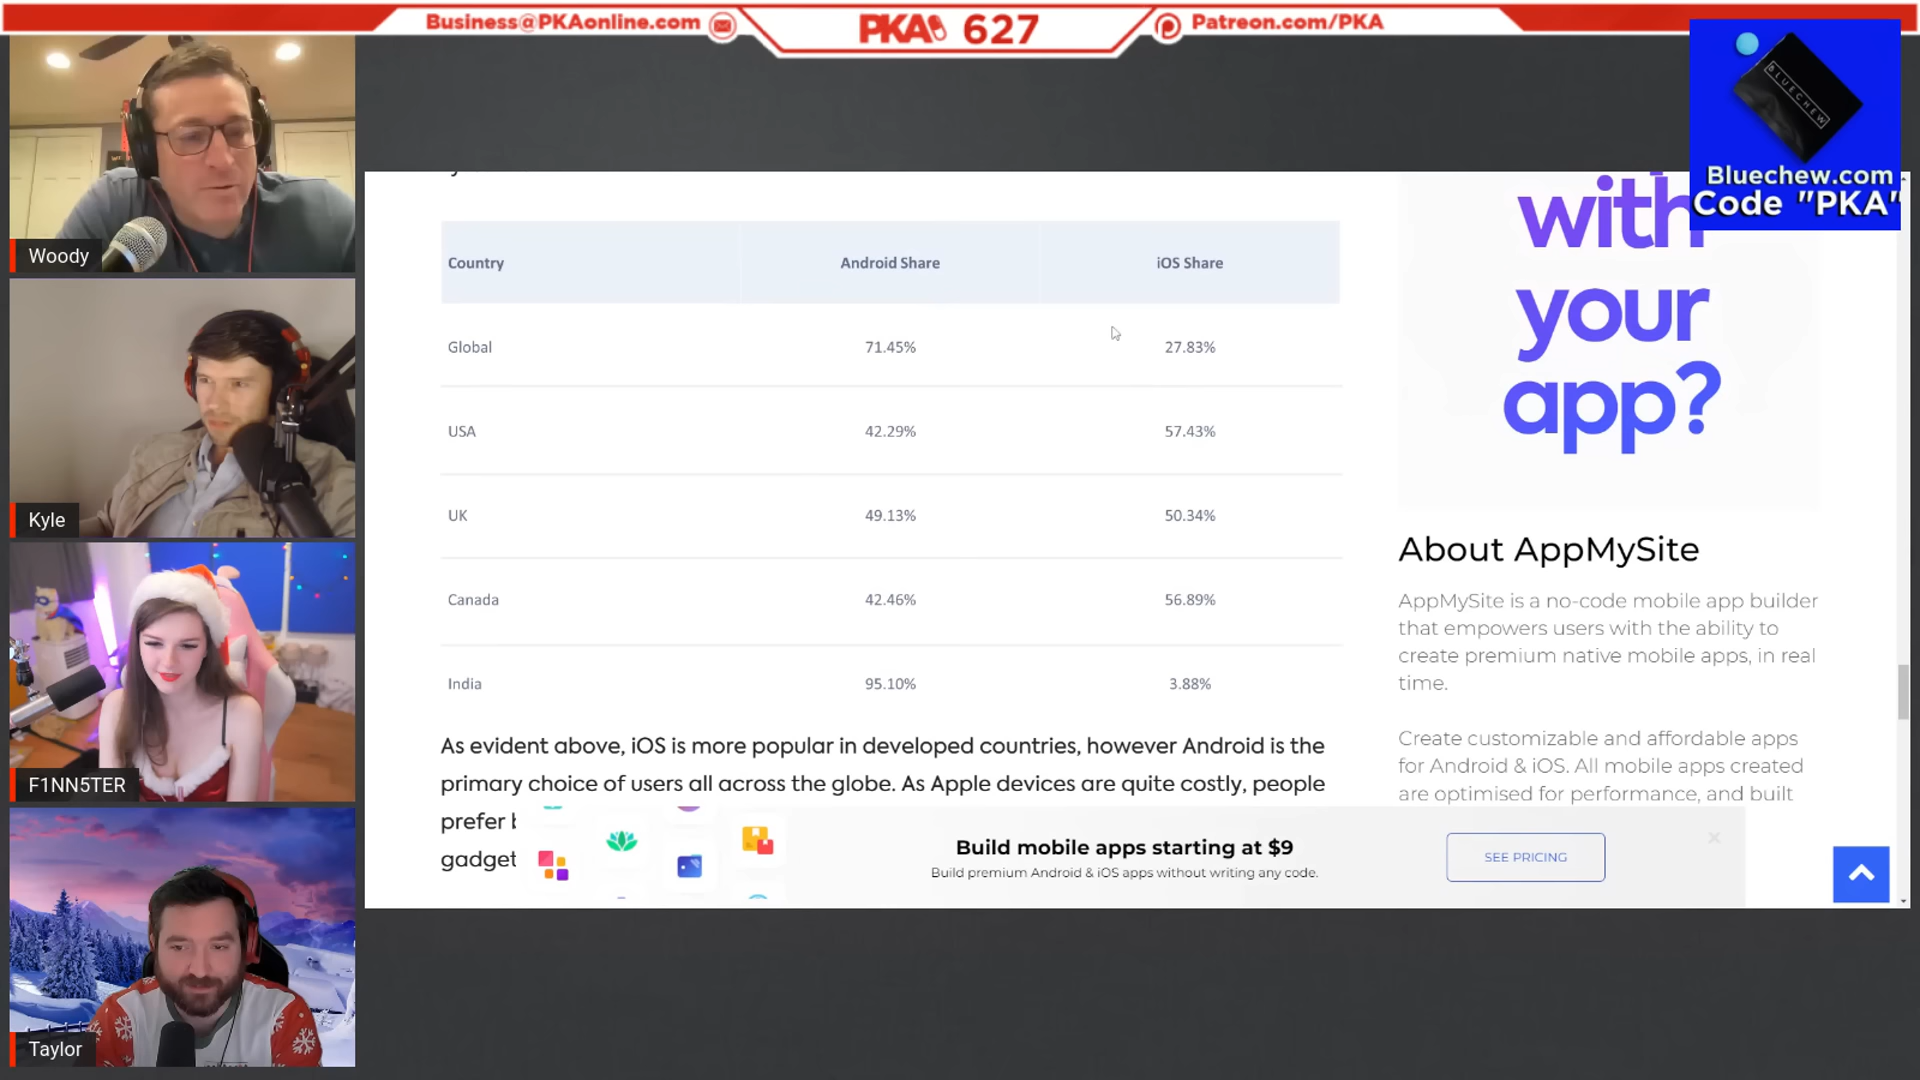 Business@PKAonline.com
PKA 627
Patreon.com/PKA
BLUECHEW
Bluechew.com
Code "PKA"
Woody
Kyle
F1NN5TER
Taylor
Country Android Share iOS Share
Global 71.45% 27.83%
USA 42.29% 57.43%
UK 49.13% 50.34%
Canada 42.46% 56.89%
India 95.10% 3.88%
As evident above, iOS is more popular in developed countries, however Android is the
primary choice of users all across the globe. As Apple devices are quite costly, people
prefer
gadget
with
your
app?
About AppMySite
AppMySite is a no-code mobile app builder
that empowers users with the ability to
create premium native mobile apps, in real
time.
Create customizable and affordable apps
for Android & iOS. All mobile apps created
are optimised for performance, and built
Build mobile apps starting at $9
Build premium Android & iOS apps without writing any code.
SEE PRICING